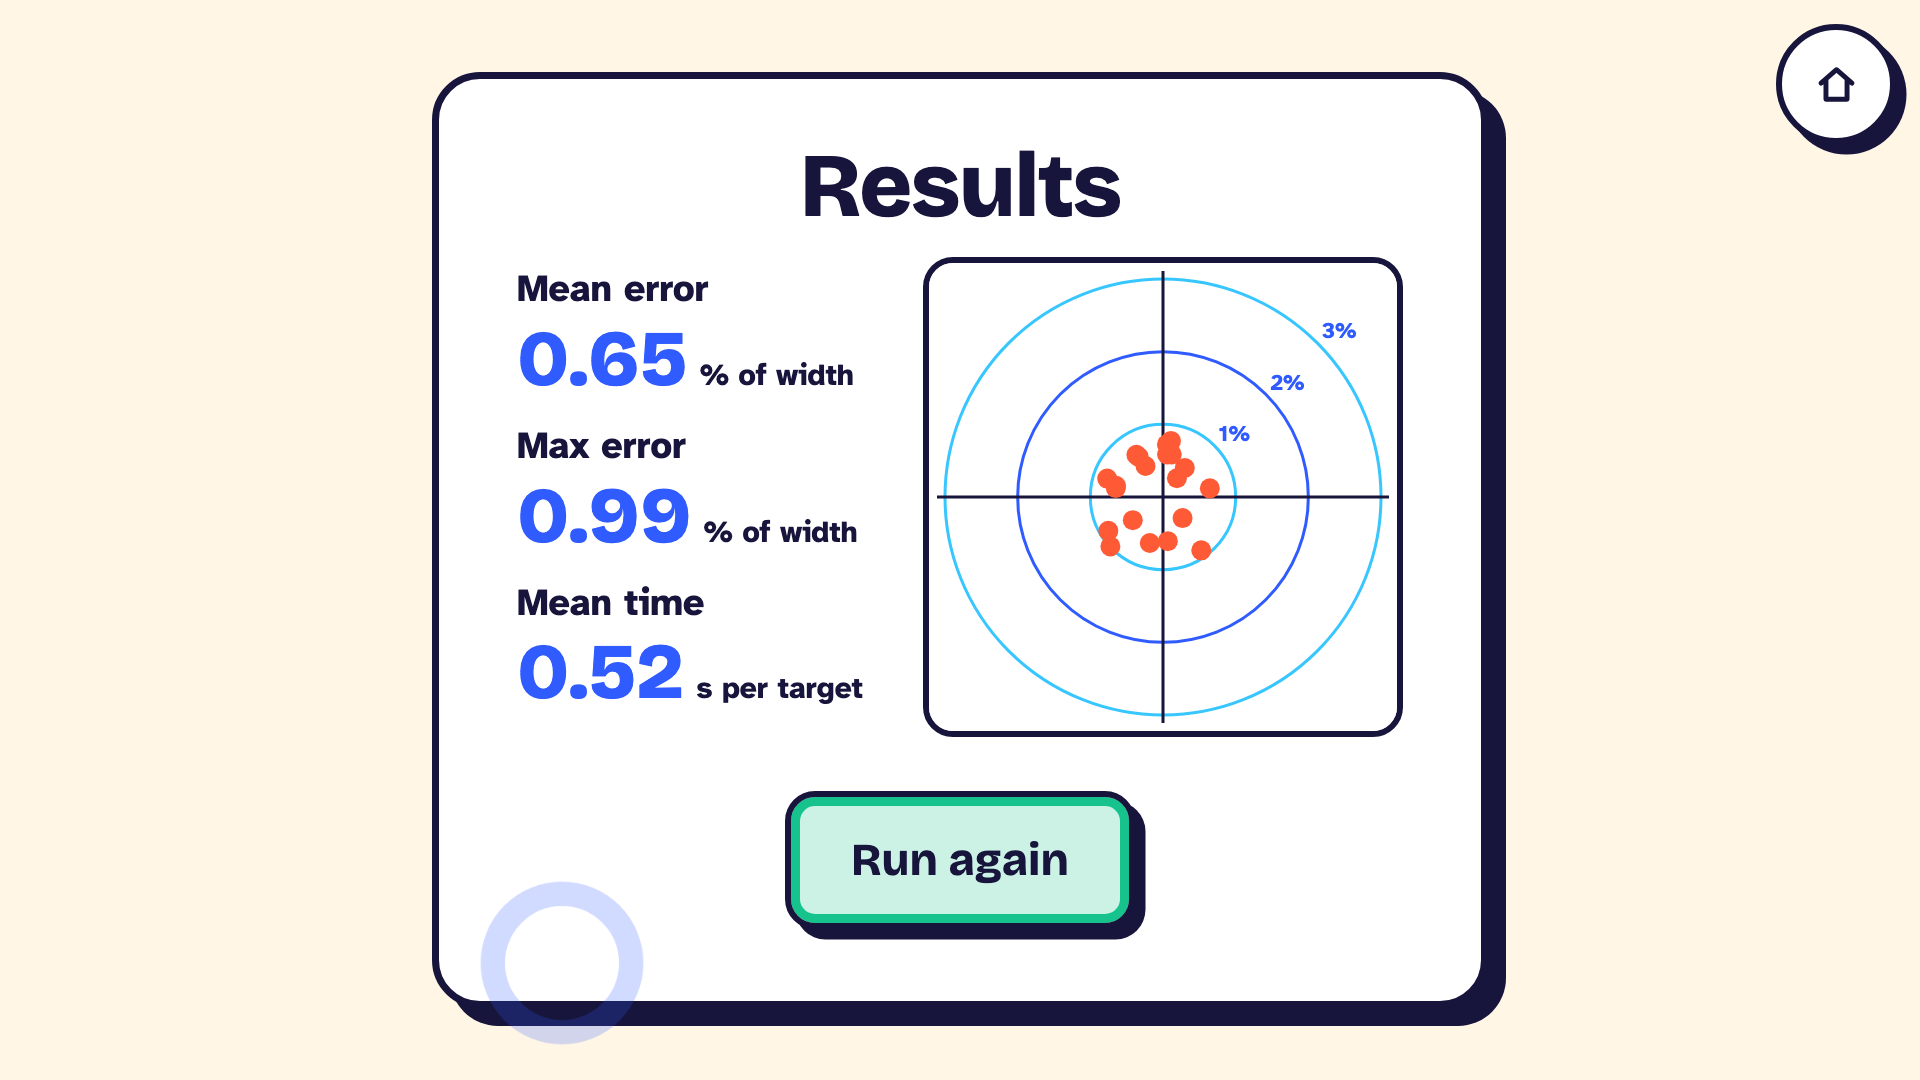 Results
Mean error
0.65 % of width
Max error
0.99 % of width
Mean time
0.52 s per target
3%
2%
1%
Run again